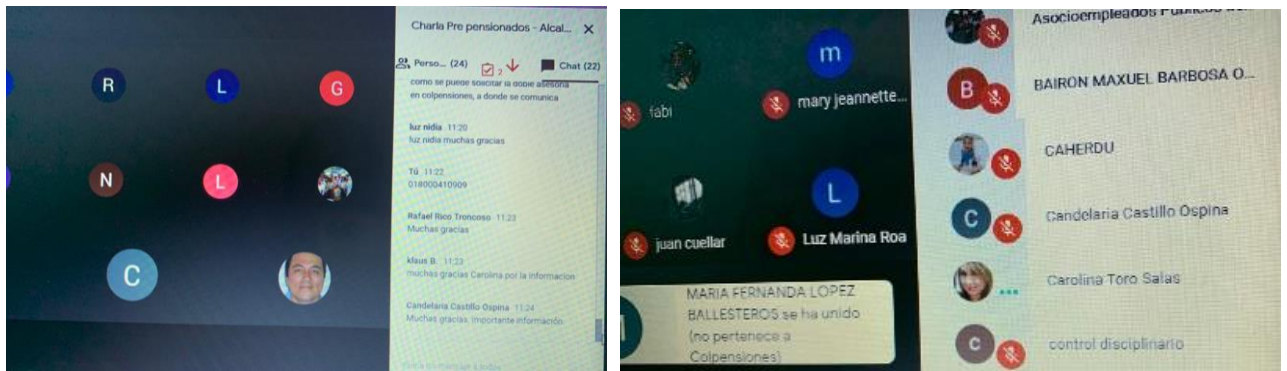 Charla Pre pensionados - Alcal...
Perso... (24)
2
Chat (22)
como se puede solicitar la doble asesoria
en colpensiones, a donde se comunica
luz nidia 11:20
luz nidia muchas gracias
Tú 11:22
018000410909
Rafael Rico Troncoso 11:23
Muchas gracias
klaus B. 11:23
muchas gracias Carolina por la informacion
Candelaria Castillo Ospina 11:24
Muchas gracias, importante información
R
L
G
N
L
C
fabi
m
mary jeannette...
juan cuellar
L
Luz Marina Roa
MARIA FERNANDA LOPEZ
BALLESTEROS se ha unido
(no pertenece a
Colpensiones)
Asocioempleados Públicos
B
BAIRON MAXUEL BARBOSA O...
CAHERDU
C
Candelaria Castillo Ospina
Carolina Toro Salas
c
control disciplinario